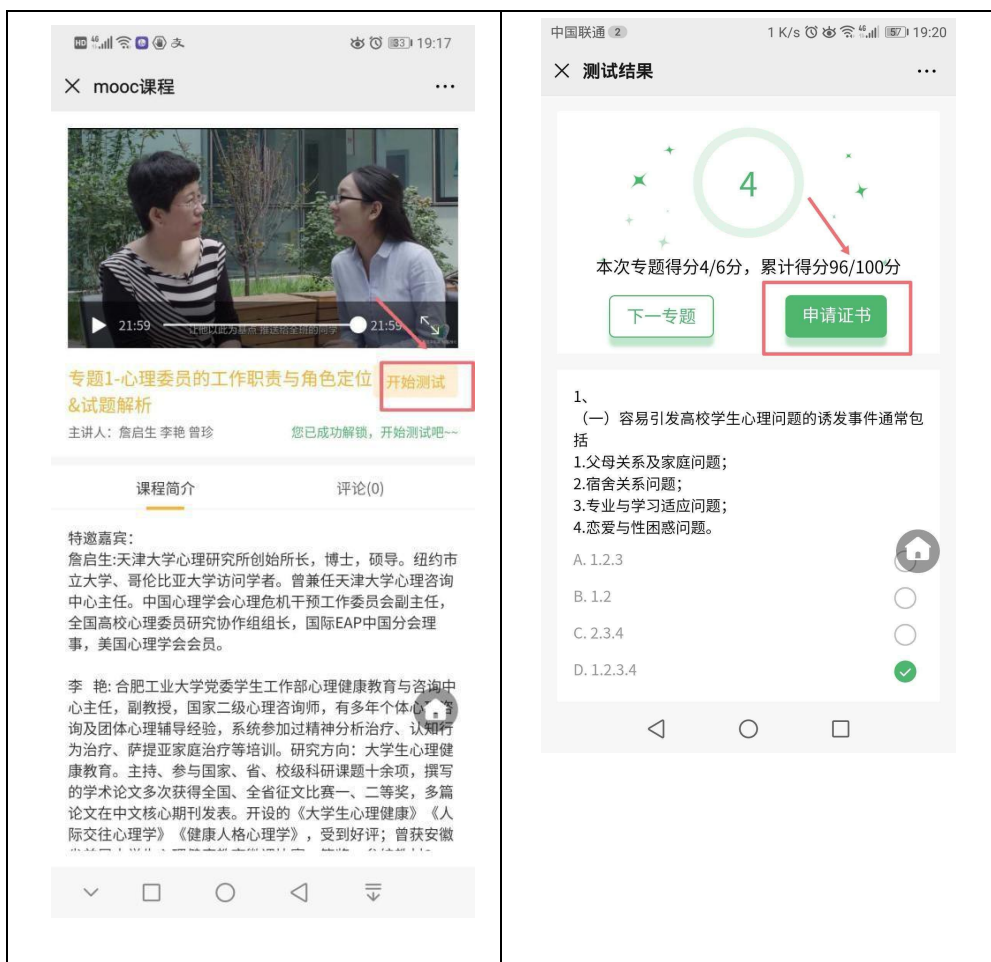 HD 46 支 83 19:17
mooc课程
21:59
让他以此为基点 推送给全班的同学
21:59
专题1-心理委员的工作职责与角色定位
&试题解析
开始测试
主讲人：詹启生 李艳 曾珍
您已成功解锁，开始测试吧~~
课程简介
评论(0)
特邀嘉宾：
詹启生:天津大学心理研究所创始所长，博士，硕导。纽约市
立大学、哥伦比亚大学访问学者。曾兼任天津大学心理咨询
中心主任。中国心理学会心理危机干预工作委员会副主任，
全国高校心理委员研究协作组组长，国际EAP中国分会理
事，美国心理学会会员。
李 艳: 合肥工业大学党委学生工作部心理健康教育与咨询中
心主任，副教授，国家二级心理咨询师，有多年个体心理咨
询及团体心理辅导经验，系统参加过精神分析治疗、认知行
为治疗、萨提亚家庭治疗等培训。研究方向：大学生心理健
康教育。主持、参与国家、省、校级科研课题十余项，撰写
的学术论文多次获得全国、全省征文比赛一、二等奖，多篇
论文在中文核心期刊发表。开设的《大学生心理健康》《人
际交往心理学》《健康人格心理学》，受到好评；曾获安徽
中国联通 2 1 K/s 46 57 19:20
测试结果
4
本次专题得分4/6分，累计得分96/100分
下一专题
申请证书
1、
（一）容易引发高校学生心理问题的诱发事件通常包
括
1.父母关系及家庭问题；
2.宿舍关系问题；
3.专业与学习适应问题；
4.恋爱与性困惑问题。
A. 1.2.3
B. 1.2
C. 2.3.4
D. 1.2.3.4